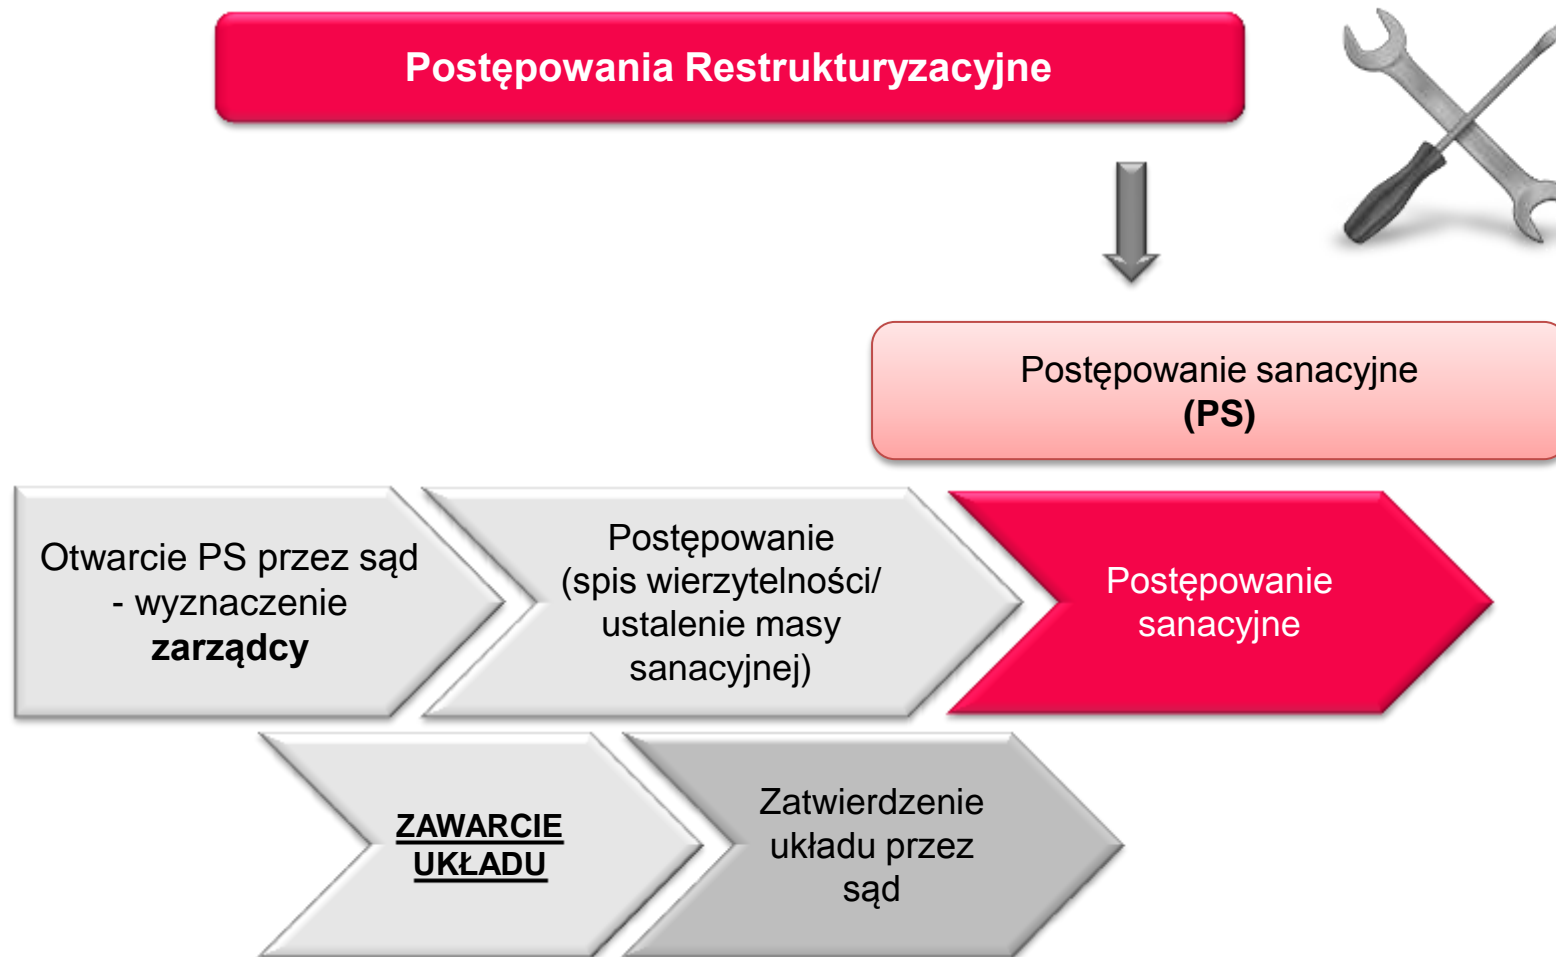 Postępowania Restrukturyzacyjne
Postępowanie sanacyjne
(PS)
Otwarcie PS przez sąd
- wyznaczenie
zarządcy
Postępowanie
(spis wierzytelności/
ustalenie masy
sanacyjnej)
Postępowanie
sanacyjne
ZAWARCIE
UKŁADU
Zatwierdzenie
układu przez
sąd